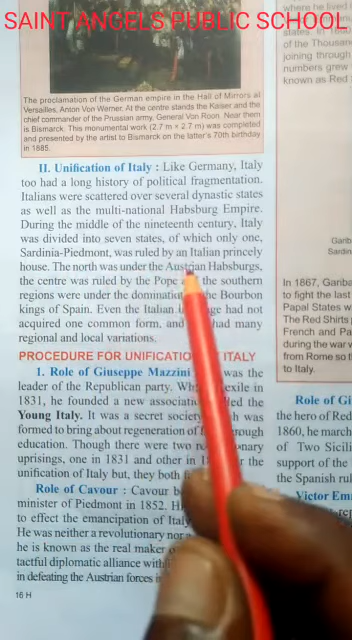 SAINT ANGELS PUBLIC SCHOOL
The proclamation of the German empire in the Hall of Mirrors at
Versailles, Anton Von Werner. At the centre stands the Kaiser and the
chief commander of the Prussian army, General Von Roon. Near them
is Bismarck. This monumental work (2.7 m × 2.7 m) was completed
and presented by the artist to Bismarck on the latter's 70th birthday
in 1885.
II. Unification of Italy : Like Germany, Italy
too had a long history of political fragmentation.
Italians were scattered over several dynastic states
as well as the multi-national Habsburg Empire.
During the middle of the nineteenth century, Italy
was divided into seven states, of which only one,
Sardinia-Piedmont, was ruled by an Italian princely
house. The north was under the Austrian Habsburgs,
the centre was ruled by the Pope the southern
regions were under the the Bourbon
kings of Spain. Even the Italian had not
acquired one common form, and had many
regional and local variations.
PROCEDURE FOR UNIFICATION ITALY
1. Role of Giuseppe Mazzini was the
leader of the Republican party. exile in
1831, he founded a new
Young Italy. It was a secret society was
formed to bring about regeneration of
education. Though there were two
uprisings, one in 1831 and other in the
unification of Italy but, they both
Role of Cavour : Cavour
minister of Piedmont in 1852.
to effect the emancipation of Italy
He was neither a revolutionary nor
he is known as the real maker
tactful diplomatic alliance with
in defeating the Austrian forces
16 H
where he lived
states. In
of the Thousan
joining through
numbers grew
known as Red
Garib
Sardin
In 1867, Garibal
to fight the last
Papal States w
The Red Shirts
French and Pa
during the war w
from Rome so t
to Italy.
Role of Gi
the hero of Red
1860, he march
of Two Sicili
support of the
the Spanish rul
Victor Em